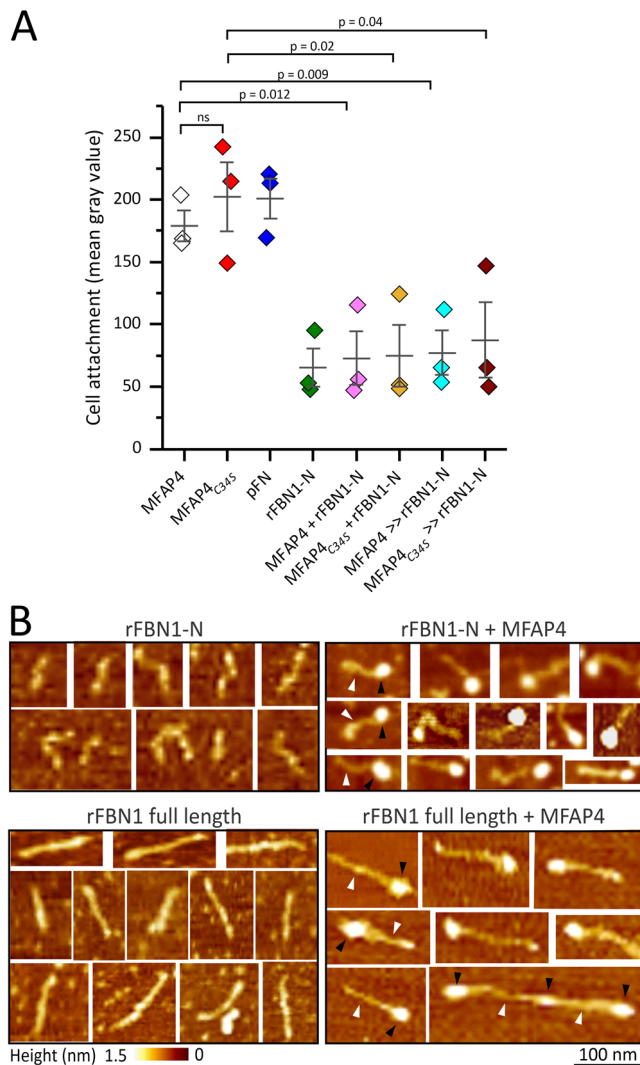 A
p = 0.04
p = 0.02
p = 0.009
p = 0.012
ns
Cell attachment (mean gray value)
250
200
150
100
50
0
MFAP4
MFAP4C34S
pFN
rFBN1-N
MFAP4 + rFBN1-N
MFAP4C34S + rFBN1-N
MFAP4 >> rFBN1-N
MFAP4C34S >> rFBN1-N
B
rFBN1-N
rFBN1-N + MFAP4
rFBN1 full length
rFBN1 full length + MFAP4
Height (nm) 1.5 0
100 nm